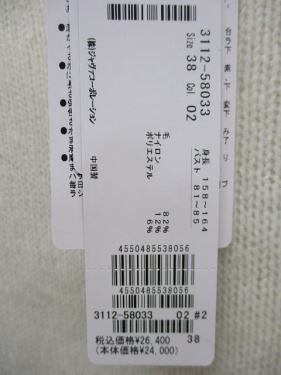 3112-58033
Size 38 Col. 02
身長 158～164
バスト 81～85
毛 82%
ナイロン 12%
ポリエステル 6%
(株)ジャヴァコーポレーション
中国製
4550485538056
4550485538056
3112-58033 02 #2
税込価格¥26,400 38
(本体価格¥24,000)